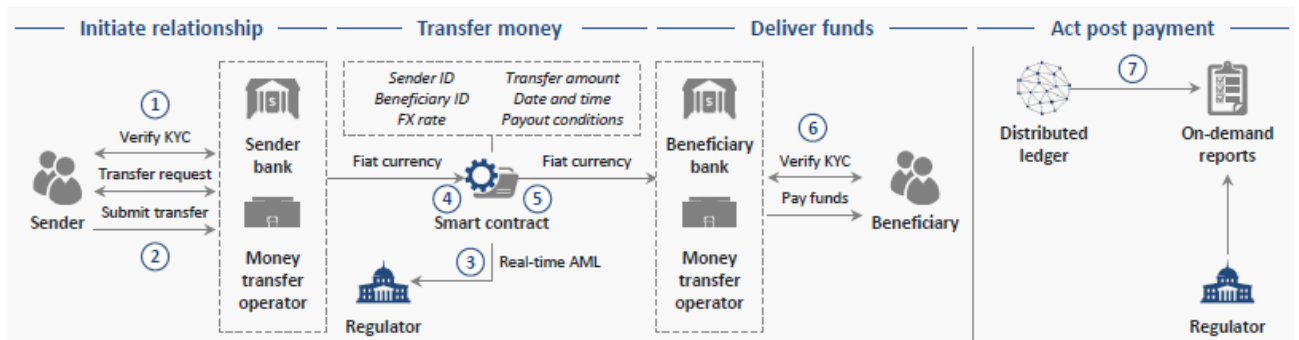 Initiate relationship
Transfer money
Deliver funds
Act post payment
1
Verify KYC
Transfer request
Submit transfer
2
Sender
Sender
bank
Money
transfer
operator
Sender ID
Beneficiary ID
FX rate
Transfer amount
Date and time
Payout conditions
Fiat currency
Fiat currency
4
5
Smart contract
3
Real-time AML
Regulator
Beneficiary
bank
Money
transfer
operator
6
Verify KYC
Pay funds
Beneficiary
7
Distributed
ledger
On-demand
reports
Regulator